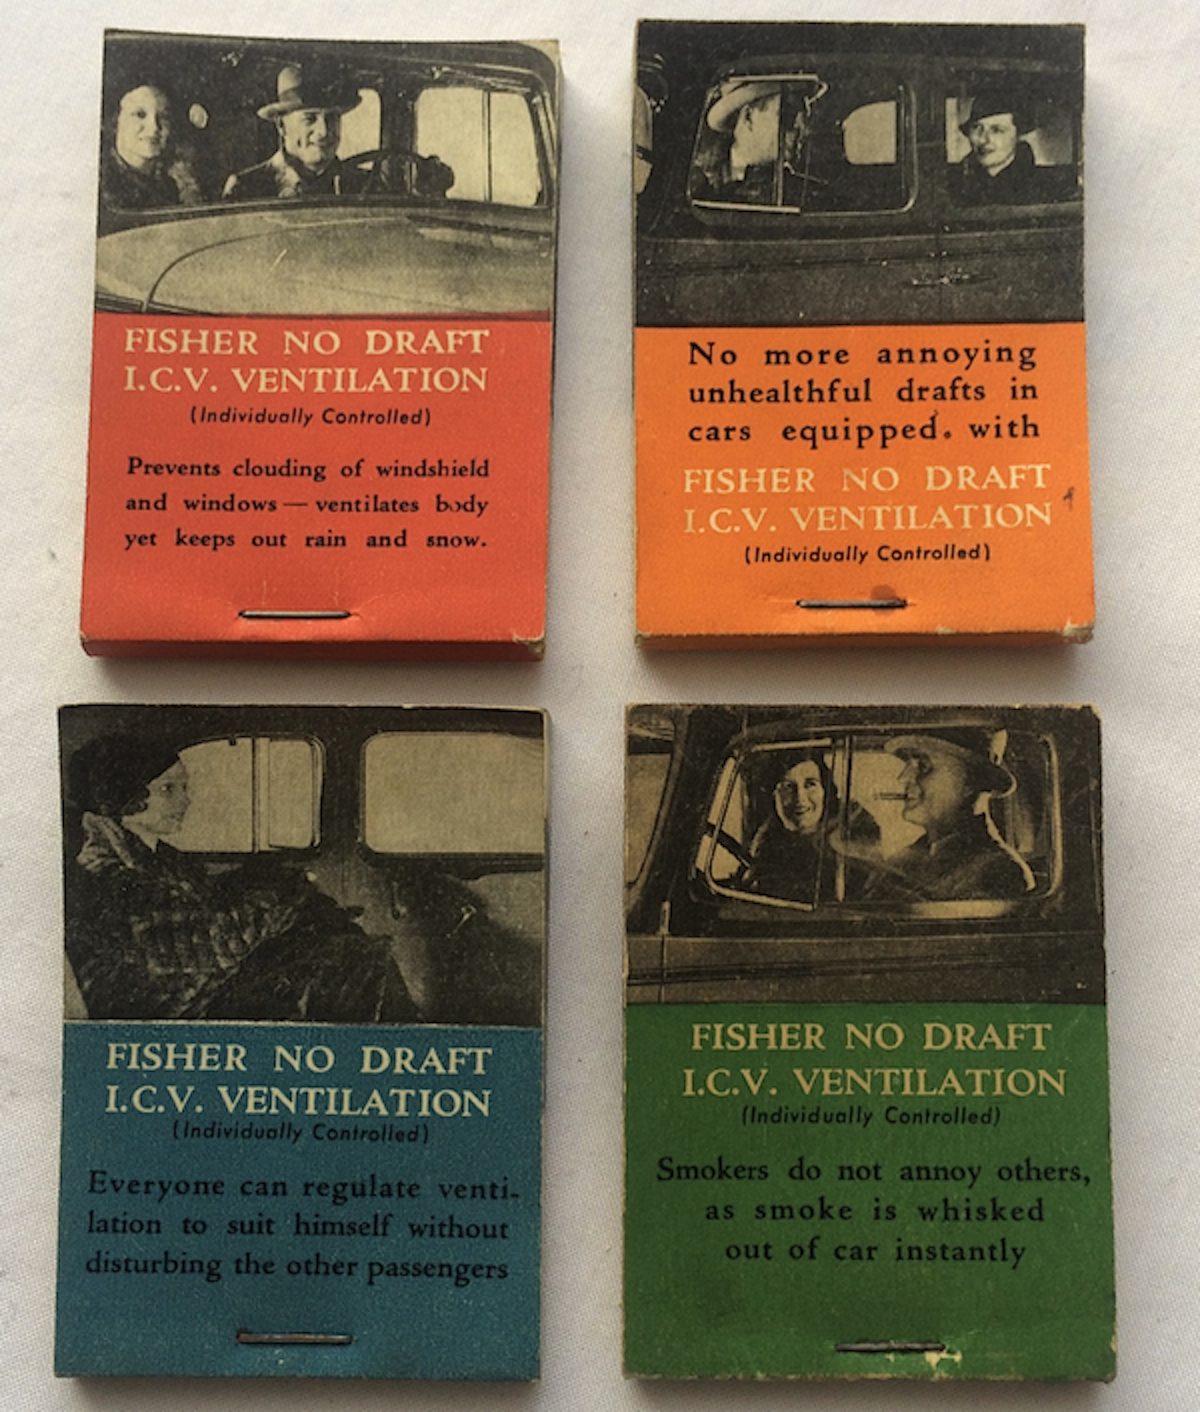 FISHER NO DRAFT
I.C.V. VENTILATION
(Individually Controlled)
Prevents clouding of windshield
and windows — ventilates body
yet keeps out rain and snow.
No more annoying
unhealthful drafts in
cars equipped. with
FISHER NO DRAFT
I.C.V. VENTILATION
(Individually Controlled)
FISHER NO DRAFT
I.C.V. VENTILATION
(Individually Controlled)
Everyone can regulate venti-
lation to suit himself without
disturbing the other passengers
FISHER NO DRAFT
I.C.V. VENTILATION
(Individually Controlled)
Smokers do not annoy others,
as smoke is whisked
out of car instantly